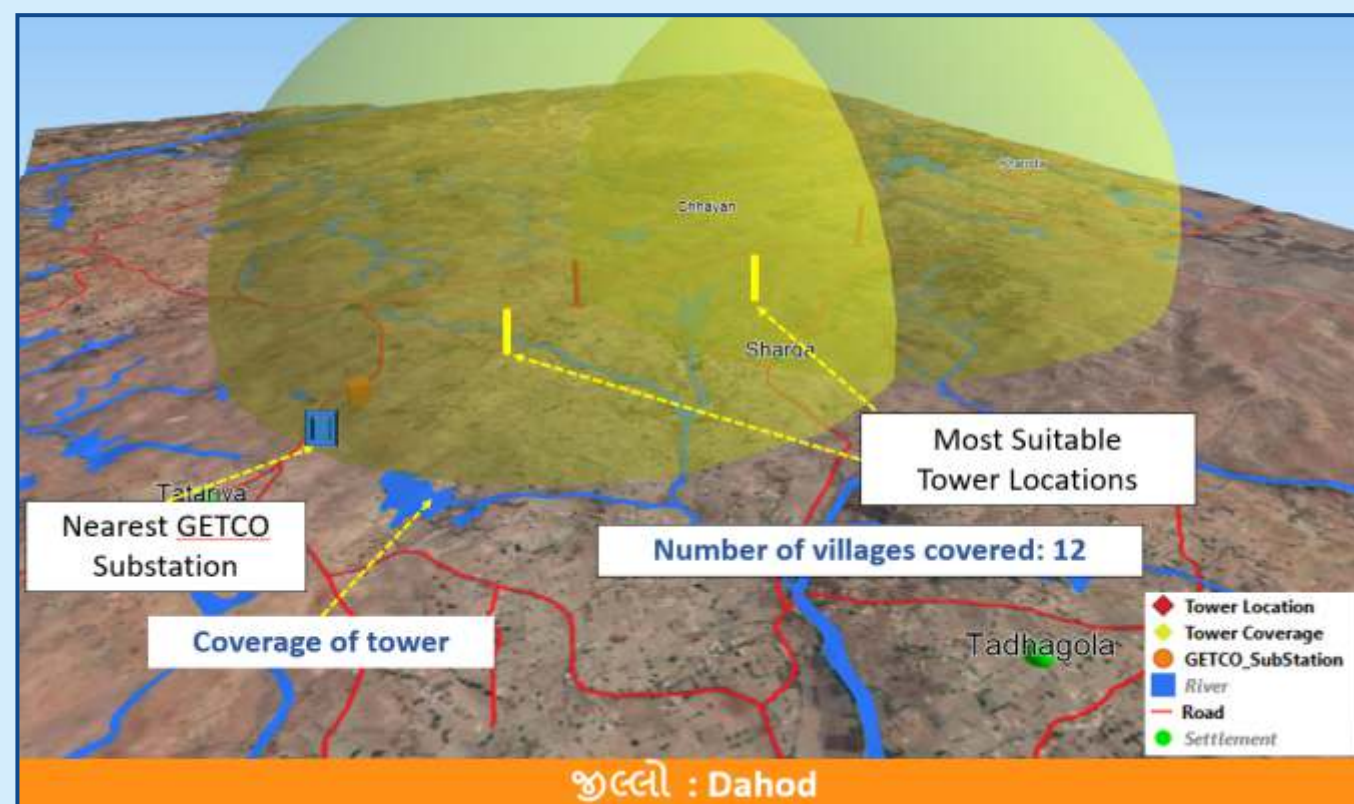 Chhayan
Sharda
Tatariya
Nearest GETCO
Substation
Most Suitable
Tower Locations
Number of villages covered: 12
Coverage of tower
Tadhagola
Tower Location
Tower Coverage
GETCO_SubStation
River
Road
Settlement
જીલ્લો : Dahod